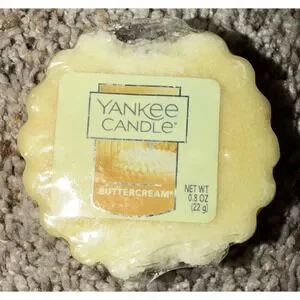 YANKEE
CANDLE®
BUTTERCREAM
NET WT
0.8 OZ
(22 g)